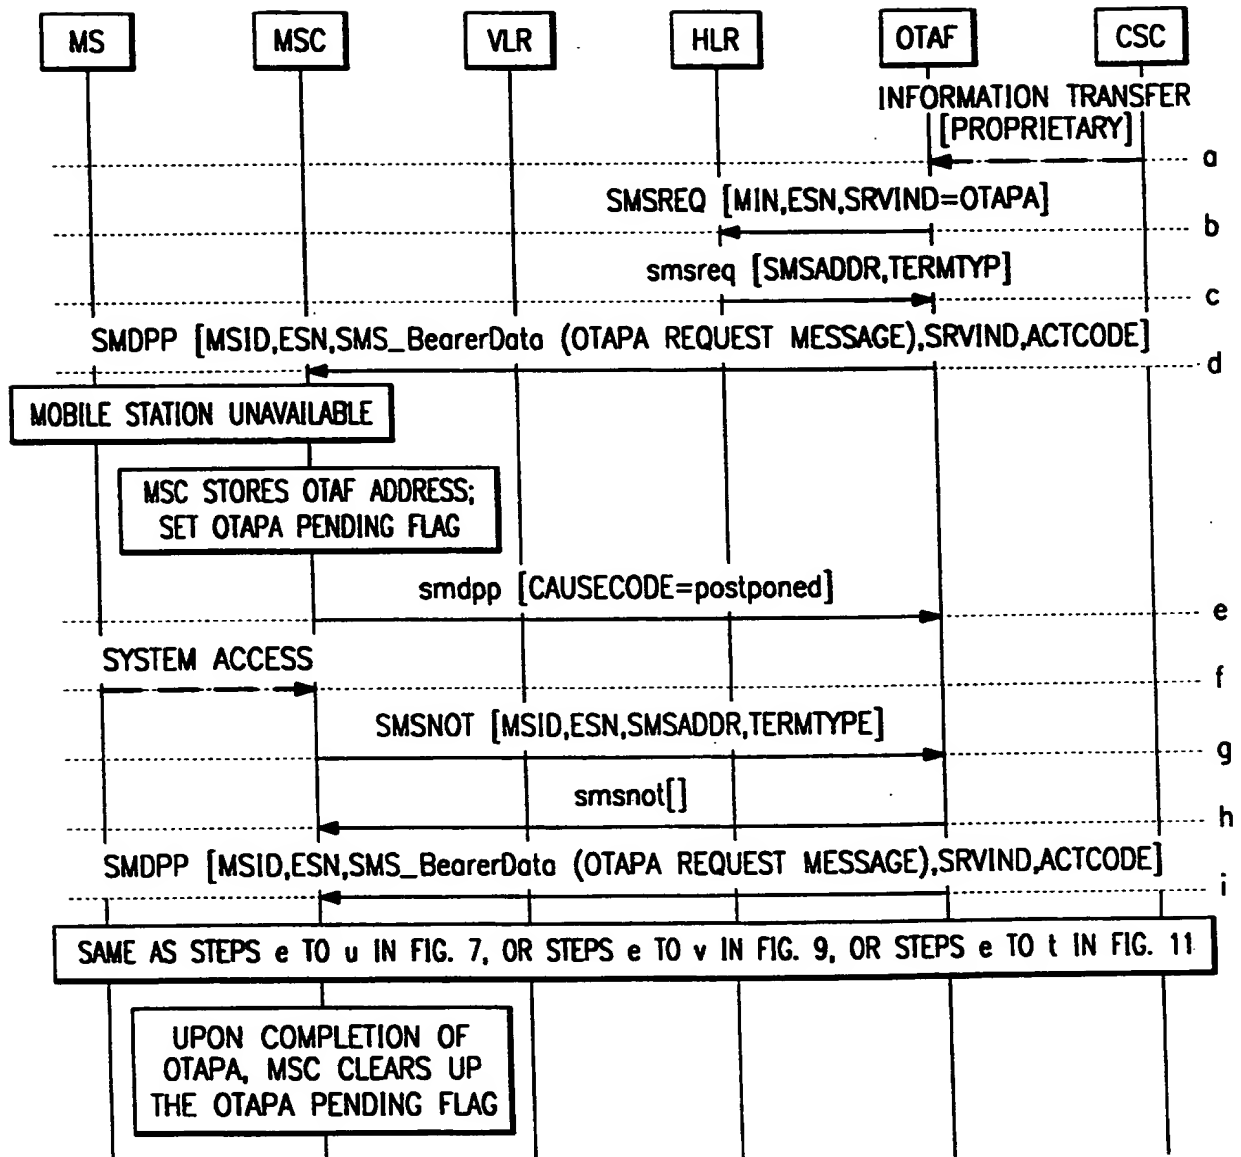 MS MSC VLR HLR OTAF CSC
INFORMATION TRANSFER
[PROPRIETARY]
a
SMSREQ [MIN,ESN,SRVIND=OTAPA]
b
smsreq [SMSADDR,TERMTYP]
c
SMDPP [MSID,ESN,SMS_BearerData (OTAPA REQUEST MESSAGE),SRVIND,ACTCODE]
d
MOBILE STATION UNAVAILABLE
MSC STORES OTAF ADDRESS;
SET OTAPA PENDING FLAG
smdpp [CAUSECODE=postponed]
e
SYSTEM ACCESS
f
SMSNOT [MSID,ESN,SMSADDR,TERMTYPE]
g
smsnot[]
h
SMDPP [MSID,ESN,SMS_BearerData (OTAPA REQUEST MESSAGE),SRVIND,ACTCODE]
i
SAME AS STEPS e TO u IN FIG. 7, OR STEPS e TO v IN FIG. 9, OR STEPS e TO t IN FIG. 11
UPON COMPLETION OF
OTAPA, MSC CLEARS UP
THE OTAPA PENDING FLAG